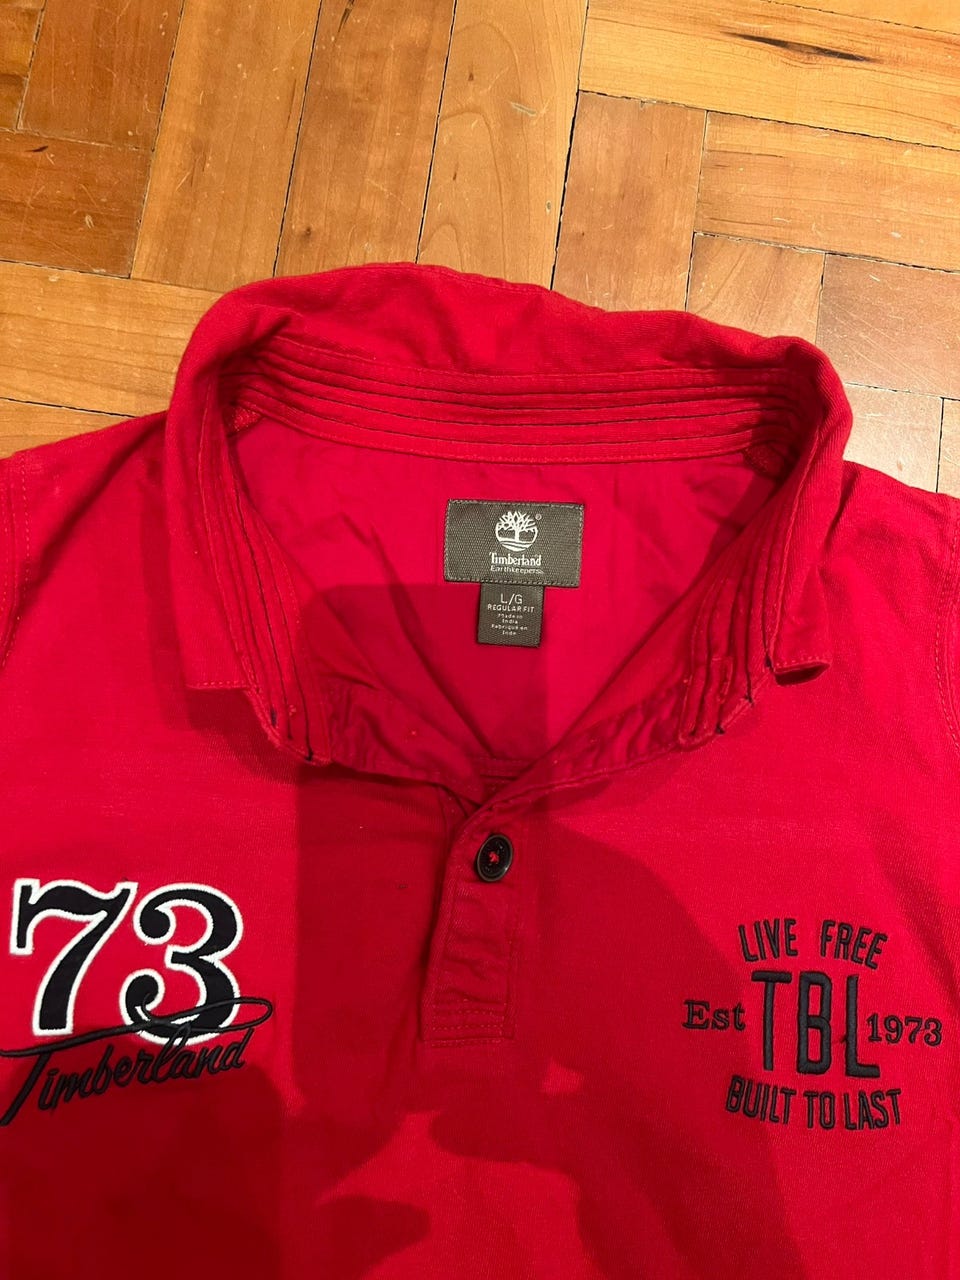 Timberland®
Earthkeepers
L/G
REGULAR FIT
Made in
India
Fabriqué en
Inde
73
Timberland
LIVE FREE
Est TBL 1973
BUILT TO LAST